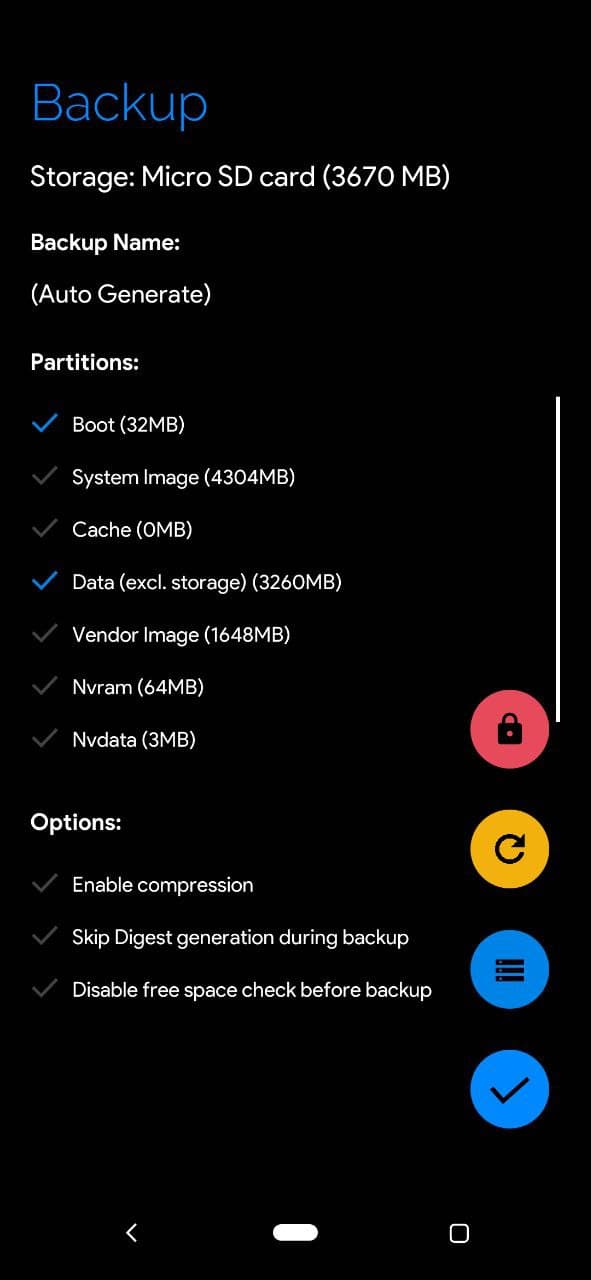 Backup
Storage: Micro SD card (3670 MB)
Backup Name:
(Auto Generate)
Partitions:
Boot (32MB)
System Image (4304MB)
Cache (0MB)
Data (excl. storage) (3260MB)
Vendor Image (1648MB)
Nvram (64MB)
Nvdata (3MB)
Options:
Enable compression
Skip Digest generation during backup
Disable free space check before backup